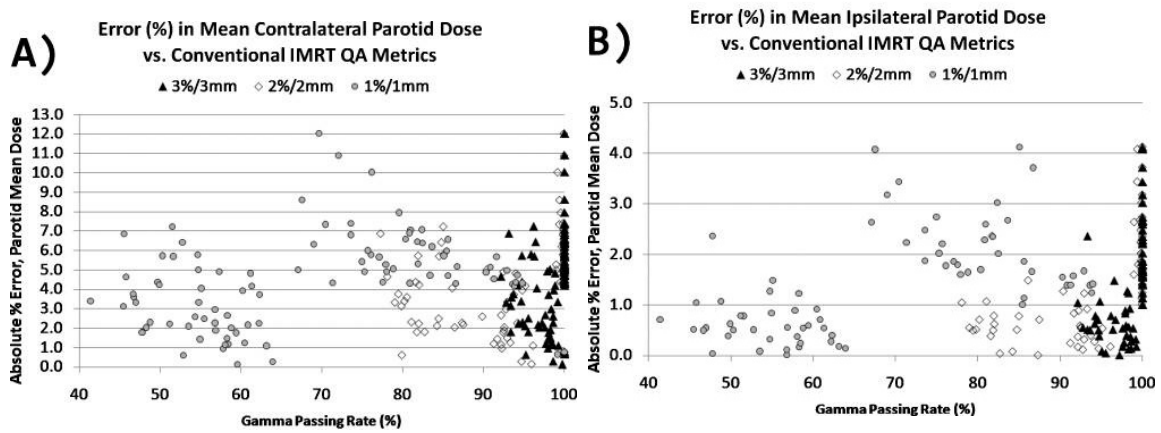 A)
Error (%) in Mean Contralateral Parotid Dose
vs. Conventional IMRT QA Metrics
3%/3mm 2%/2mm 1%/1mm
Absolute % Error, Parotid Mean Dose
13.0
12.0
11.0
10.0
9.0
8.0
7.0
6.0
5.0
4.0
3.0
2.0
1.0
0.0
40 50 60 70 80 90 100
Gamma Passing Rate (%)
B)
Error (%) in Mean Ipsilateral Parotid Dose
vs. Conventional IMRT QA Metrics
3%/3mm 2%/2mm 1%/1mm
Absolute % Error, Parotid Mean Dose
5.0
4.0
3.0
2.0
1.0
0.0
40 50 60 70 80 90 100
Gamma Passing Rate (%)